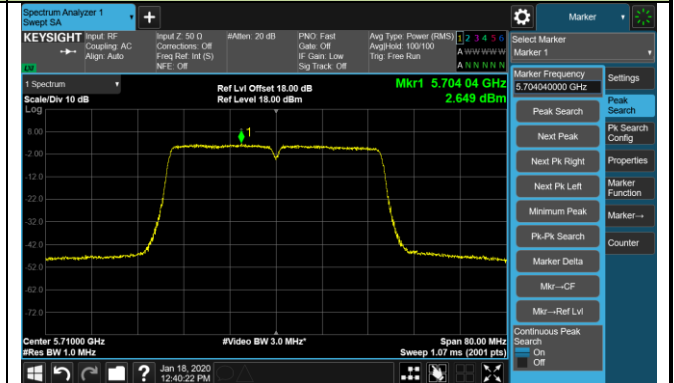 Spectrum Analyzer 1
Swept SA
+
Marker
KEYSIGHT
Input: RF
Coupling: AC
Align: Auto
Input Z: 50 Ω
Corrections: Off
Freq Ref: Int (S)
NFE: Off
#Atten: 20 dB
PNO: Fast
Gate: Off
IF Gain: Low
Sig Track: Off
Avg Type: Power (RMS)
Avg|Hold: 100/100
Trig: Free Run
1 2 3 4 5 6
A W W W W W
A N N N N N
Select Marker
Marker 1
LV
1 Spectrum
Scale/Div 10 dB
Log
Ref Lvl Offset 18.00 dB
Ref Level 18.00 dBm
Mkr1 5.704 04 GHz
2.649 dBm
8.00
-2.00
-12.0
-22.0
-32.0
-42.0
-52.0
-62.0
-72.0
1
Center 5.71000 GHz
#Res BW 1.0 MHz
#Video BW 3.0 MHz*
Span 80.00 MHz
Sweep 1.07 ms (2001 pts)
Marker Frequency
5.704040000 GHz
Peak Search
Next Peak
Next Pk Right
Next Pk Left
Minimum Peak
Pk-Pk Search
Marker Delta
Mkr→CF
Mkr→Ref Lvl
Continuous Peak
Search
On
Off
Settings
Peak
Search
Pk Search
Config
Properties
Marker
Function
Marker→
Counter
?
Jan 18, 2020
12:40:22 PM